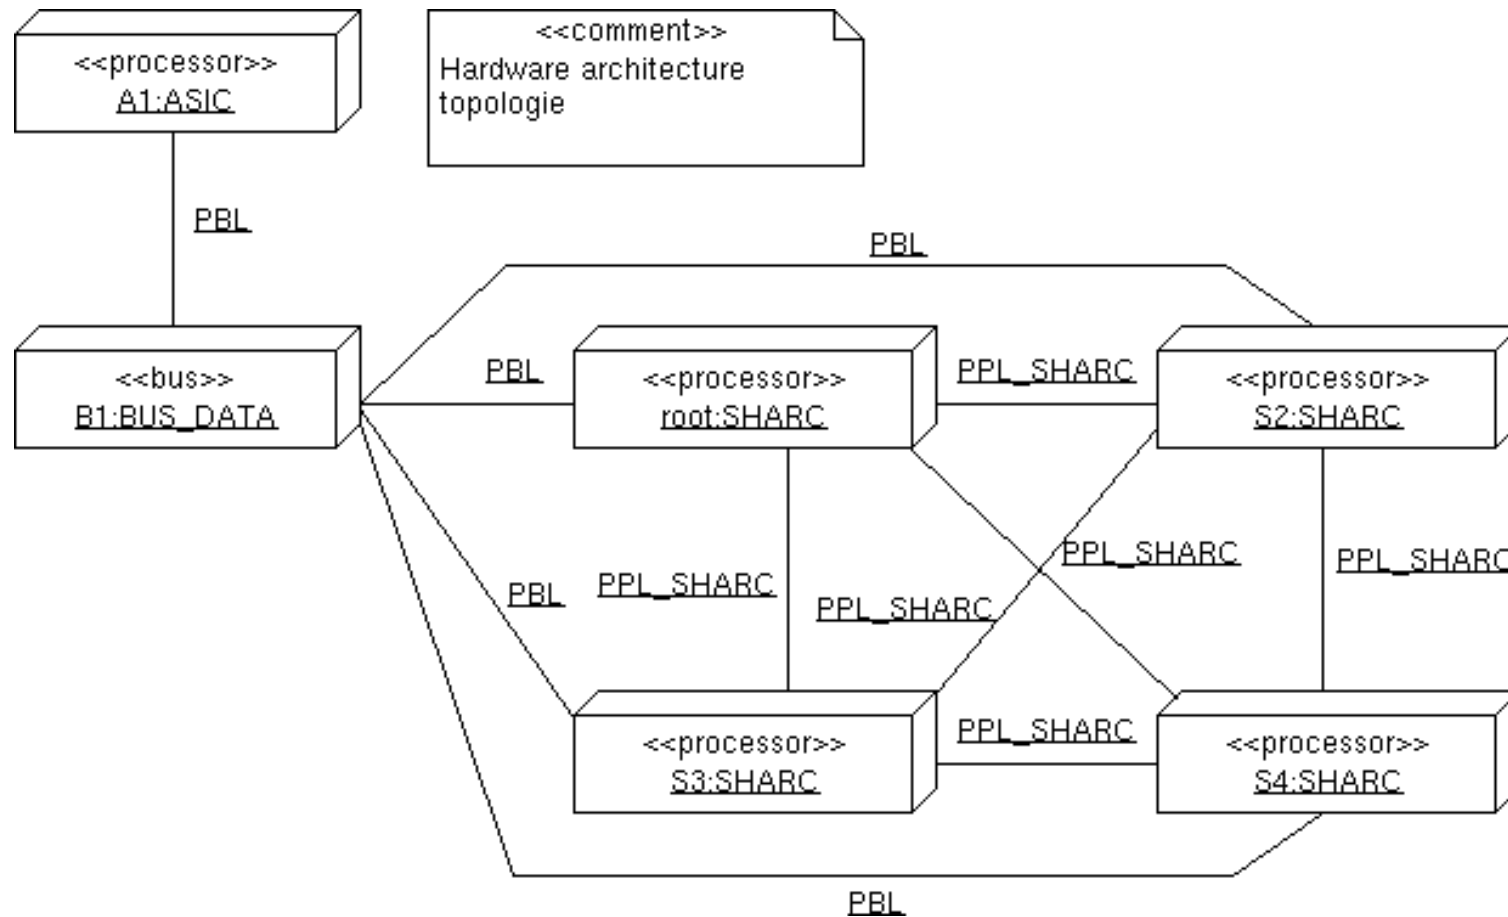 <<processor>>
A1:ASIC
<<comment>>
Hardware architecture
topologie
PBL
PBL
<<bus>>
B1:BUS_DATA
PBL
<<processor>>
root:SHARC
PPL_SHARC
<<processor>>
S2:SHARC
PBL
PPL_SHARC
PPL_SHARC
PPL_SHARC
PPL_SHARC
<<processor>>
S3:SHARC
PPL_SHARC
<<processor>>
S4:SHARC
PBL